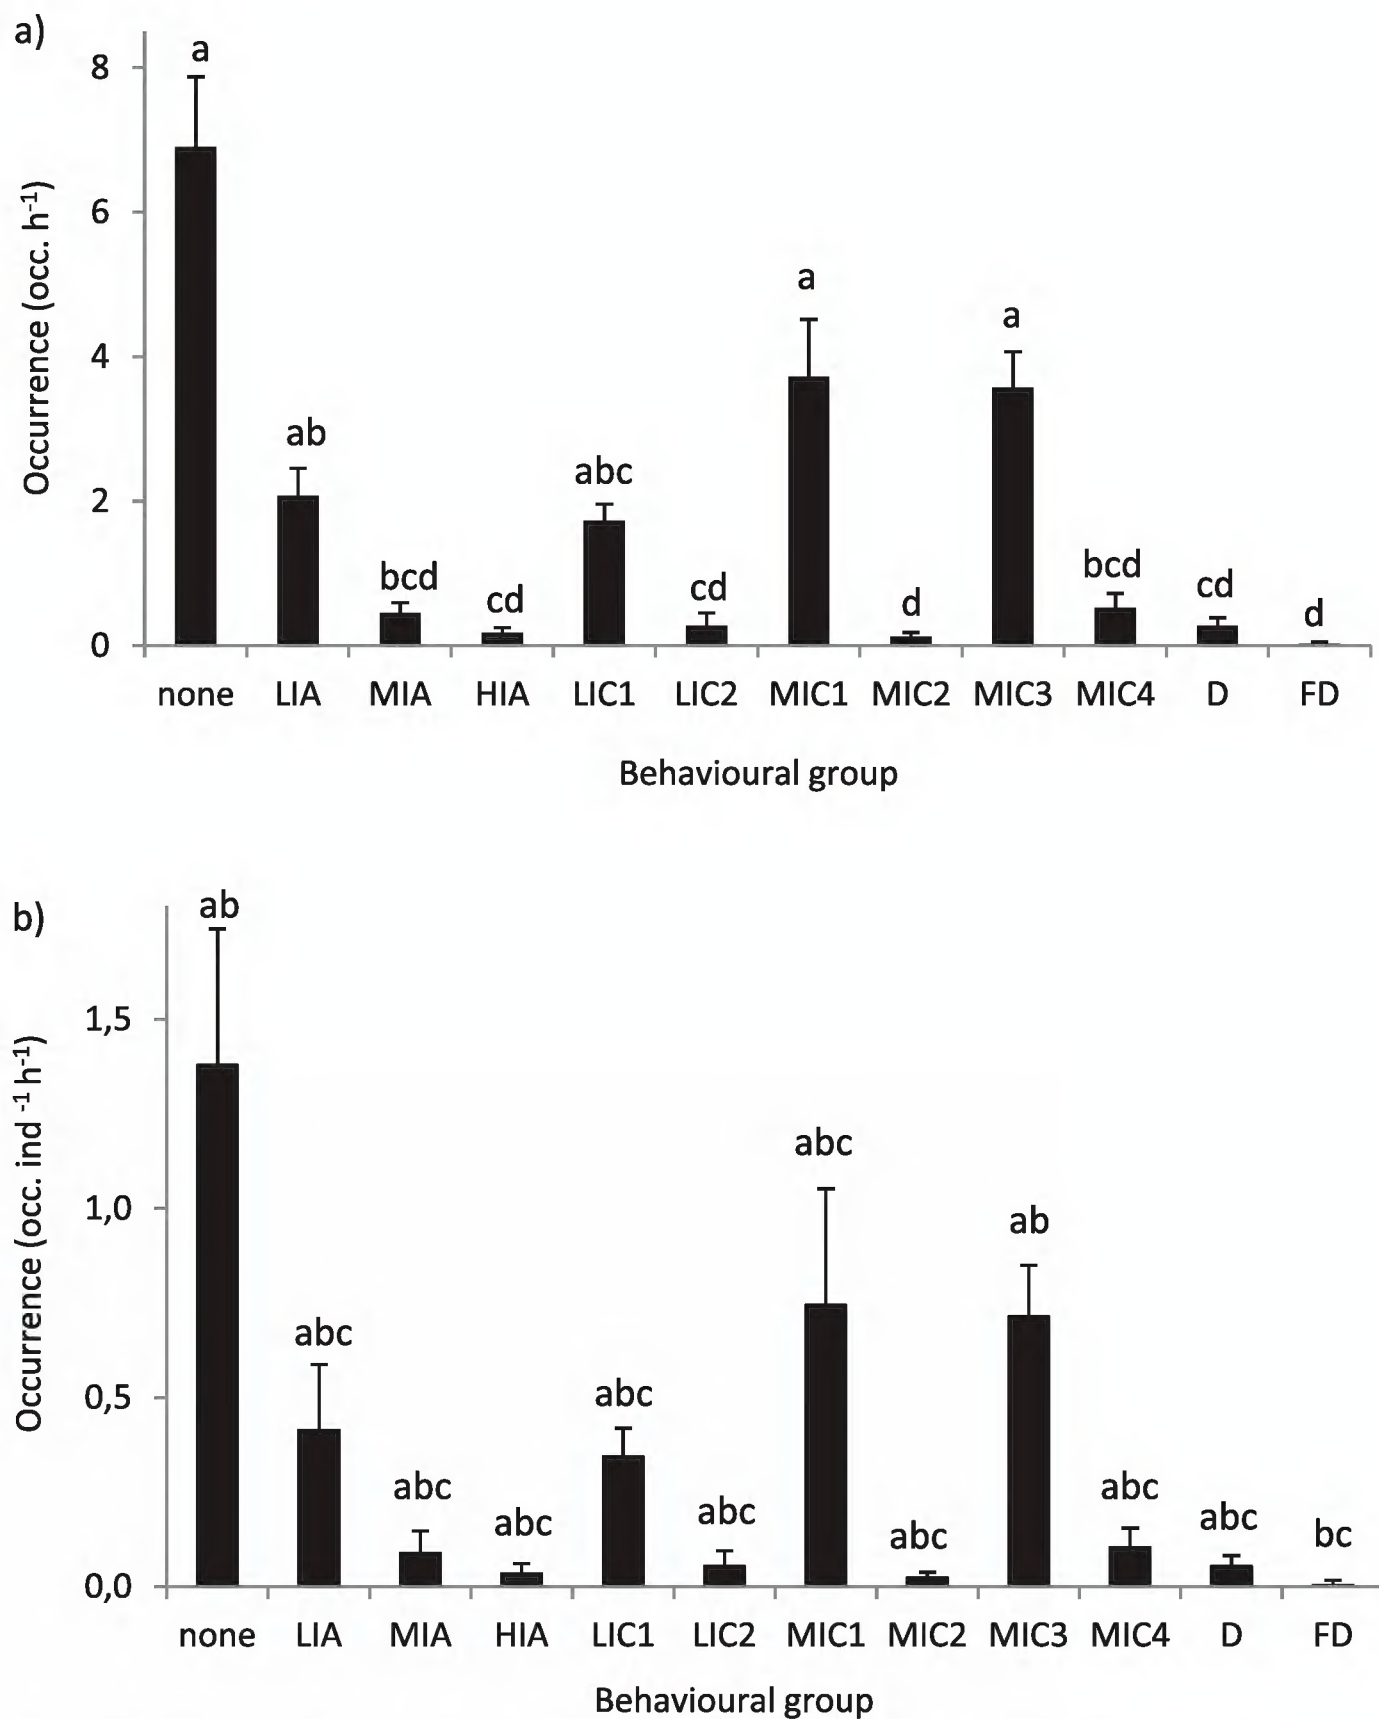 a)
Occurrence (occ. h-1)
8
6
4
2
0
a
ab
bcd
cd
abc
cd
a
d
a
bcd
cd
d
none LIA MIA HIA LIC1 LIC2 MIC1 MIC2 MIC3 MIC4 D FD
Behavioural group
b)
Occurrence (occ. ind -1 h-1)
1,5
1,0
0,5
0,0
ab
abc
abc
abc
abc
abc
abc
abc
ab
abc
abc
bc
none LIA MIA HIA LIC1 LIC2 MIC1 MIC2 MIC3 MIC4 D FD
Behavioural group